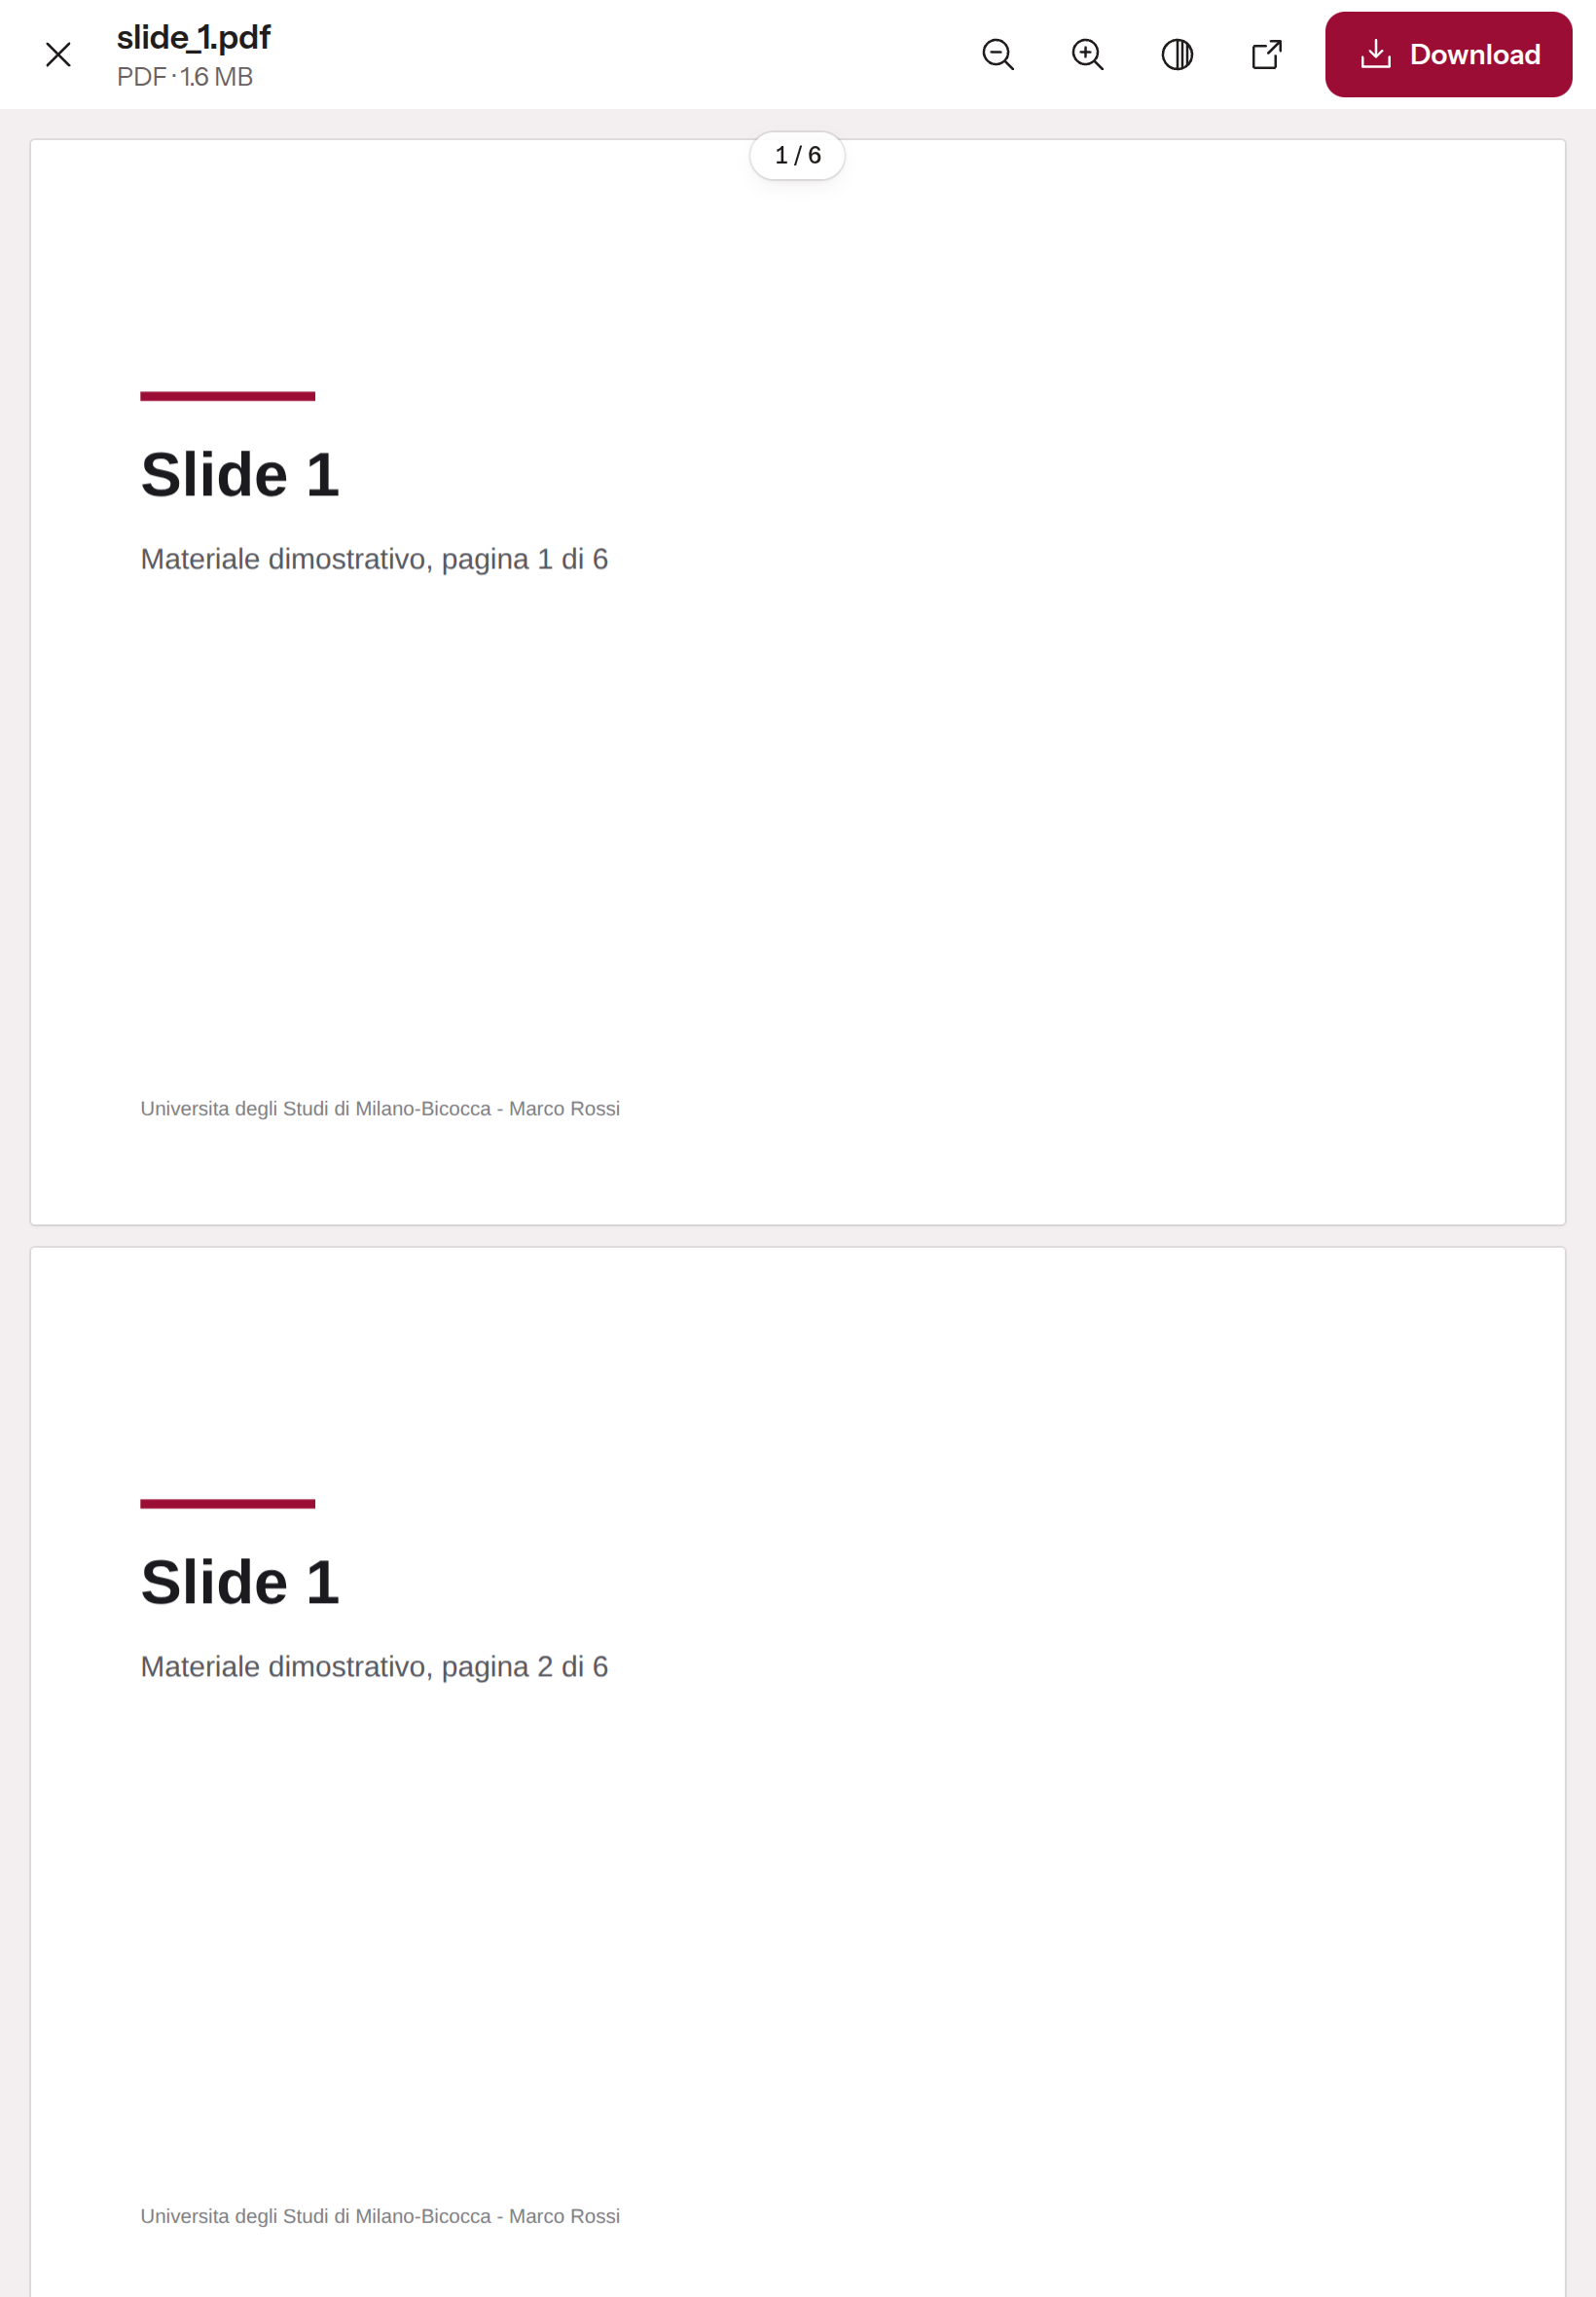 slide_1.pdf
PDF · 1.6 MB
Download
1 / 6
Slide 1
Materiale dimostrativo, pagina 1 di 6
Universita degli Studi di Milano-Bicocca - Marco Rossi
Slide 1
Materiale dimostrativo, pagina 2 di 6
Universita degli Studi di Milano-Bicocca - Marco Rossi